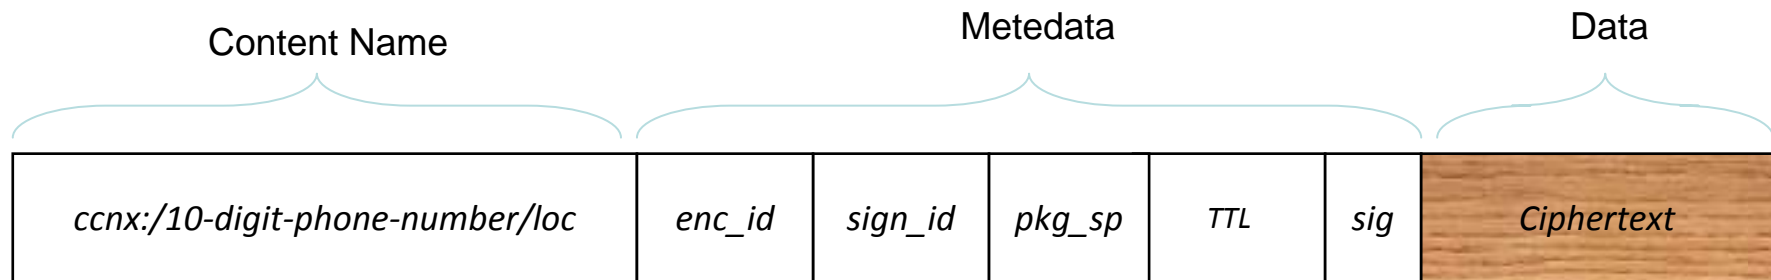 Content Name
Metedata
Data
ccnx:/10-digit-phone-number/loc
enc_id
sign_id
pkg_sp
TTL
sig
Ciphertext